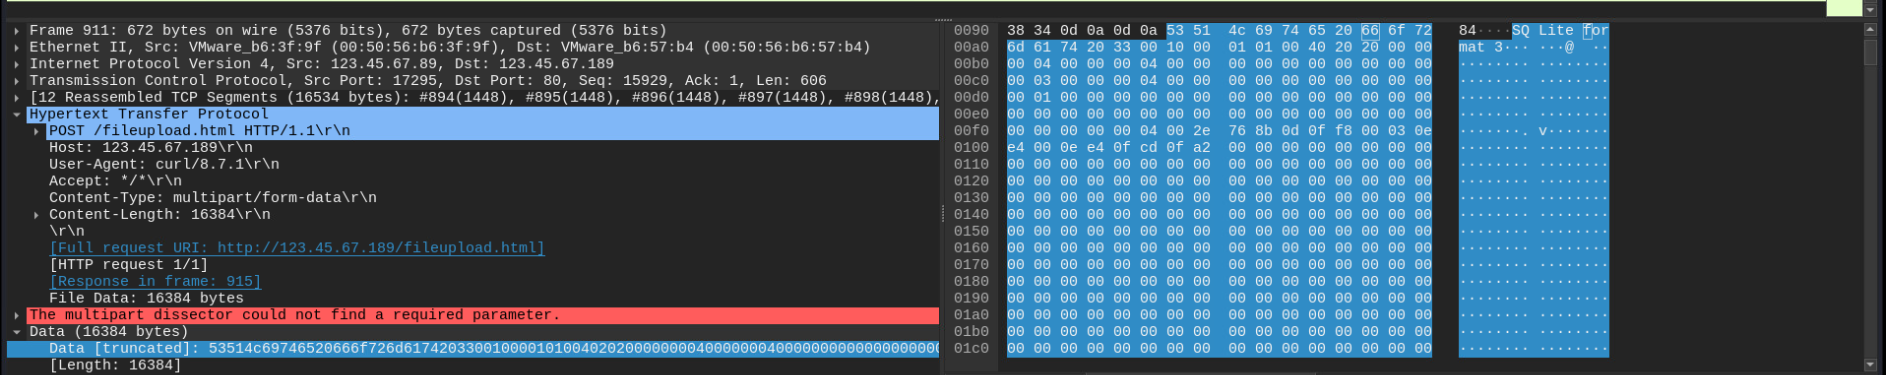 Frame 911: 672 bytes on wire (5376 bits), 672 bytes captured (5376 bits)
Ethernet II, Src: VMware_b6:3f:9f (00:50:56:b6:3f:9f), Dst: VMware_b6:57:b4 (00:50:56:b6:57:b4)
Internet Protocol Version 4, Src: 123.45.67.89, Dst: 123.45.67.189
Transmission Control Protocol, Src Port: 17295, Dst Port: 80, Seq: 15929, Ack: 1, Len: 606
[12 Reassembled TCP Segments (16534 bytes): #894(1448), #895(1448), #896(1448), #897(1448), #898(1448),
Hypertext Transfer Protocol
POST /fileupload.html HTTP/1.1\r\n
Host: 123.45.67.189\r\n
User-Agent: curl/8.7.1\r\n
Accept: */*\r\n
Content-Type: multipart/form-data\r\n
Content-Length: 16384\r\n
\r\n
[Full request URI: http://123.45.67.189/fileupload.html]
[HTTP request 1/1]
[Response in frame: 915]
File Data: 16384 bytes
The multipart dissector could not find a required parameter.
Data (16384 bytes)
Data [truncated]: 53514c69746520666f726d61742033001000010100402020000000040000000400000000000000000
[Length: 16384]
0090 38 34 0d 0a 0d 0a 53 51 4c 69 74 65 20 66 6f 72 84····SQ Lite for
00a0 6d 61 74 20 33 00 10 00 01 01 00 40 20 20 00 00 mat 3··· ···@  ··
00b0 00 04 00 00 00 04 00 00 00 00 00 00 00 00 00 00 ········ ········
00c0 00 03 00 00 00 04 00 00 00 00 00 00 00 00 00 00 ········ ········
00d0 00 01 00 00 00 00 00 00 00 00 00 00 00 00 00 00 ········ ········
00e0 00 00 00 00 00 00 00 00 00 00 00 00 00 00 00 00 ········ ········
00f0 00 00 00 00 00 04 00 2e 76 8b 0d 0f f8 00 03 0e ·······. v·······
0100 e4 00 0e e4 0f cd 0f a2 00 00 00 00 00 00 00 00 ········ ········
0110 00 00 00 00 00 00 00 00 00 00 00 00 00 00 00 00 ········ ········
0120 00 00 00 00 00 00 00 00 00 00 00 00 00 00 00 00 ········ ········
0130 00 00 00 00 00 00 00 00 00 00 00 00 00 00 00 00 ········ ········
0140 00 00 00 00 00 00 00 00 00 00 00 00 00 00 00 00 ········ ········
0150 00 00 00 00 00 00 00 00 00 00 00 00 00 00 00 00 ········ ········
0160 00 00 00 00 00 00 00 00 00 00 00 00 00 00 00 00 ········ ········
0170 00 00 00 00 00 00 00 00 00 00 00 00 00 00 00 00 ········ ········
0180 00 00 00 00 00 00 00 00 00 00 00 00 00 00 00 00 ········ ········
0190 00 00 00 00 00 00 00 00 00 00 00 00 00 00 00 00 ········ ········
01a0 00 00 00 00 00 00 00 00 00 00 00 00 00 00 00 00 ········ ········
01b0 00 00 00 00 00 00 00 00 00 00 00 00 00 00 00 00 ········ ········
01c0 00 00 00 00 00 00 00 00 00 00 00 00 00 00 00 00 ········ ········